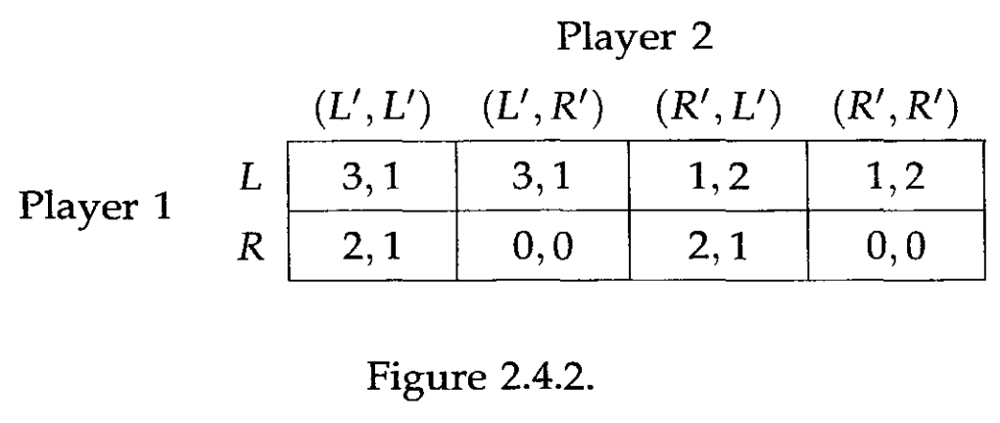 Player 2
(L′, L′) (L′, R′) (R′, L′) (R′, R′)
L 3, 1 3, 1 1, 2 1, 2
Player 1
R 2, 1 0, 0 2, 1 0, 0
Figure 2.4.2.